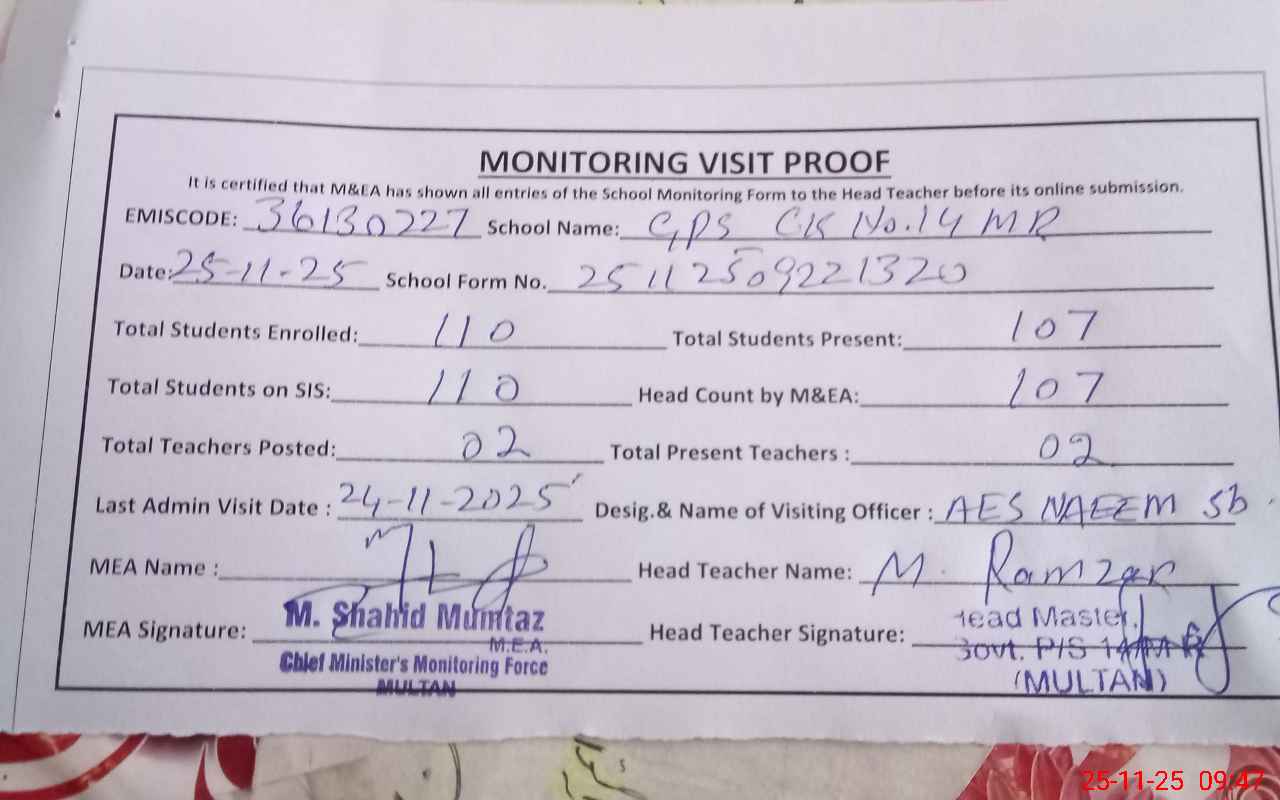 MONITORING VISIT PROOF
It is certified that M&EA has shown all entries of the School Monitoring Form to the Head Teacher before its online submission.
EMISCODE: 36130227 School Name: GPS CK No.14 MR
Date: 25-11-25 School Form No. 25112509221320
Total Students Enrolled: 110 Total Students Present: 107
Total Students on SIS: 110 Head Count by M&EA: 107
Total Teachers Posted: 02 Total Present Teachers : 02
Last Admin Visit Date : 24-11-2025 Desig.& Name of Visiting Officer : AES NAEEM Sb
MEA Name : Head Teacher Name: M. Ramzan
MEA Signature: M. Shahid Mumtaz Head Teacher Signature: Head Master,
M.E.A. Govt. P/S 14/M R
Chief Minister's Monitoring Force
MULTAN (MULTAN)
25-11-25 09:47